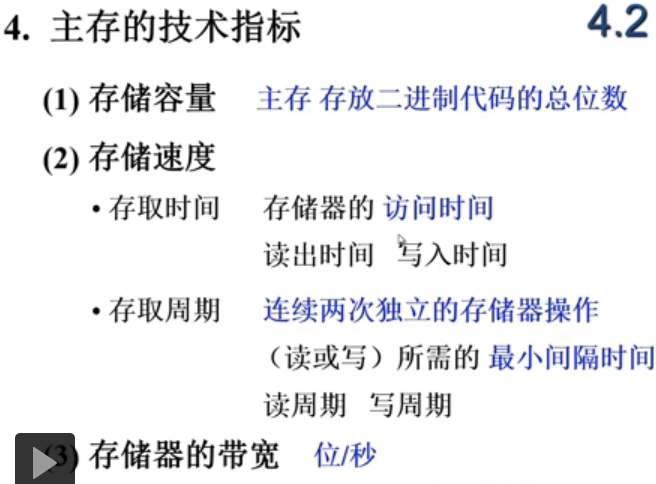 4. 主存的技术指标 4.2
(1) 存储容量 主存 存放二进制代码的总位数
(2) 存储速度
• 存取时间 存储器的 访问时间
读出时间 写入时间
• 存取周期 连续两次独立的存储器操作
（读或写）所需的 最小间隔时间
读周期 写周期
(3) 存储器的带宽 位/秒